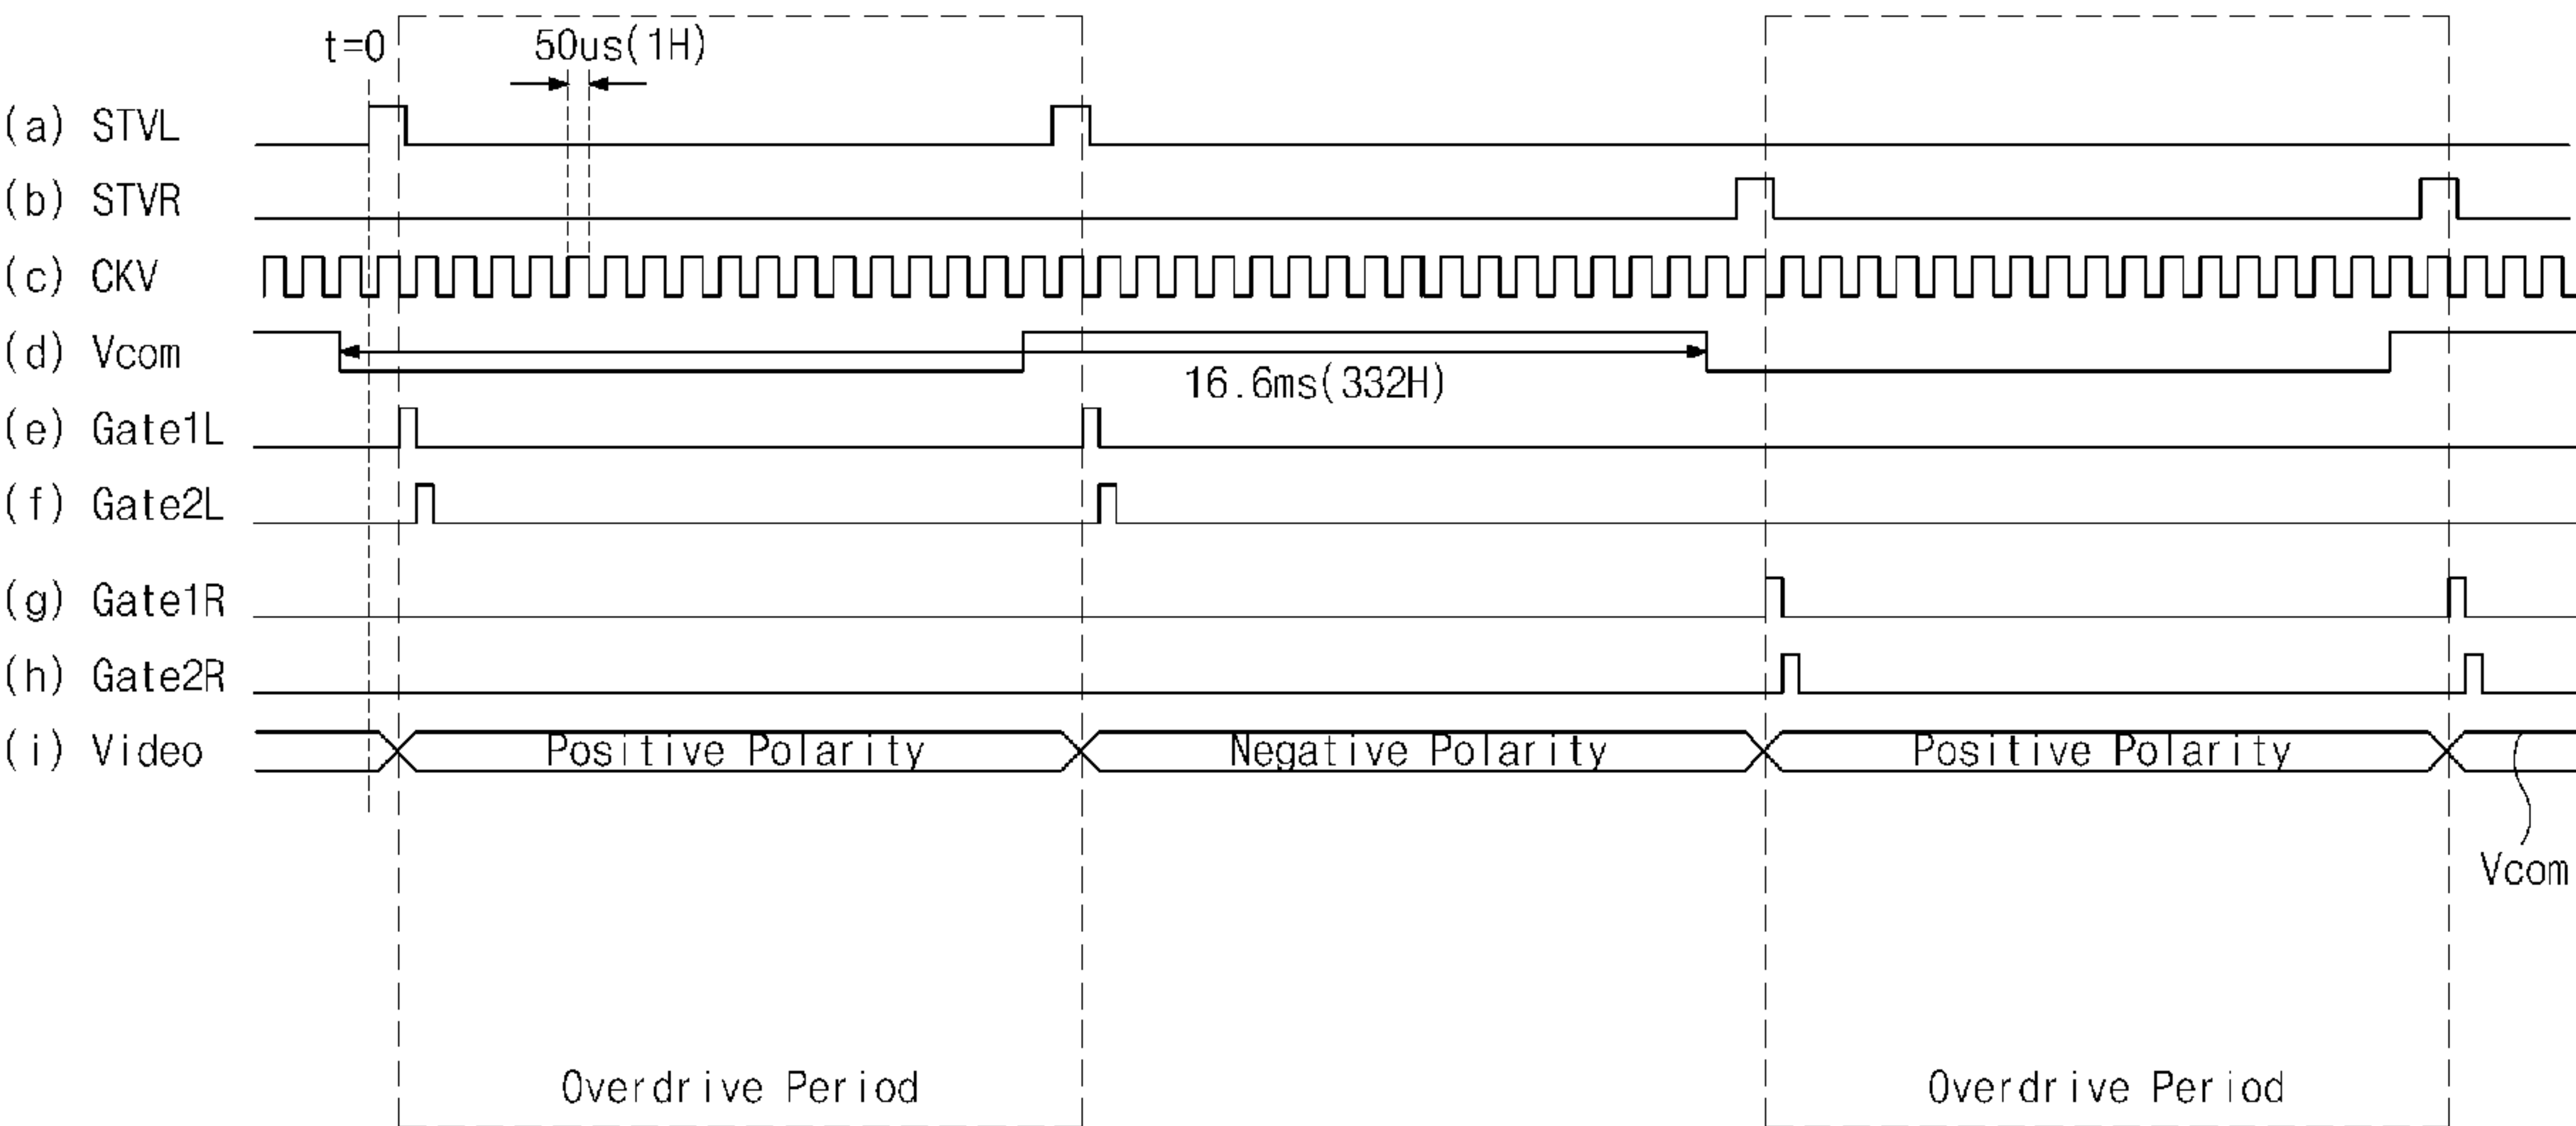 t=0
50us(1H)
(a) STVL
(b) STVR
(c) CKV
(d) Vcom
16.6ms(332H)
(e) Gate1L
(f) Gate2L
(g) Gate1R
(h) Gate2R
(i) Video
Positive Polarity
Negative Polarity
Positive Polarity
Vcom
Overdrive Period
Overdrive Period